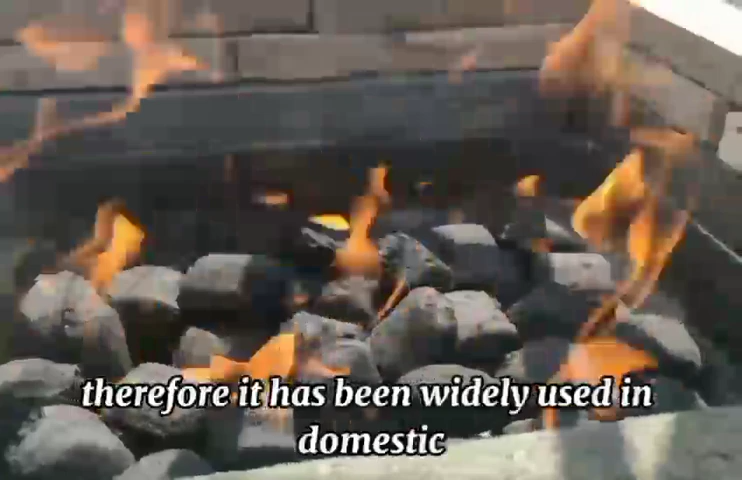 therefore it has been widely used in
domestic